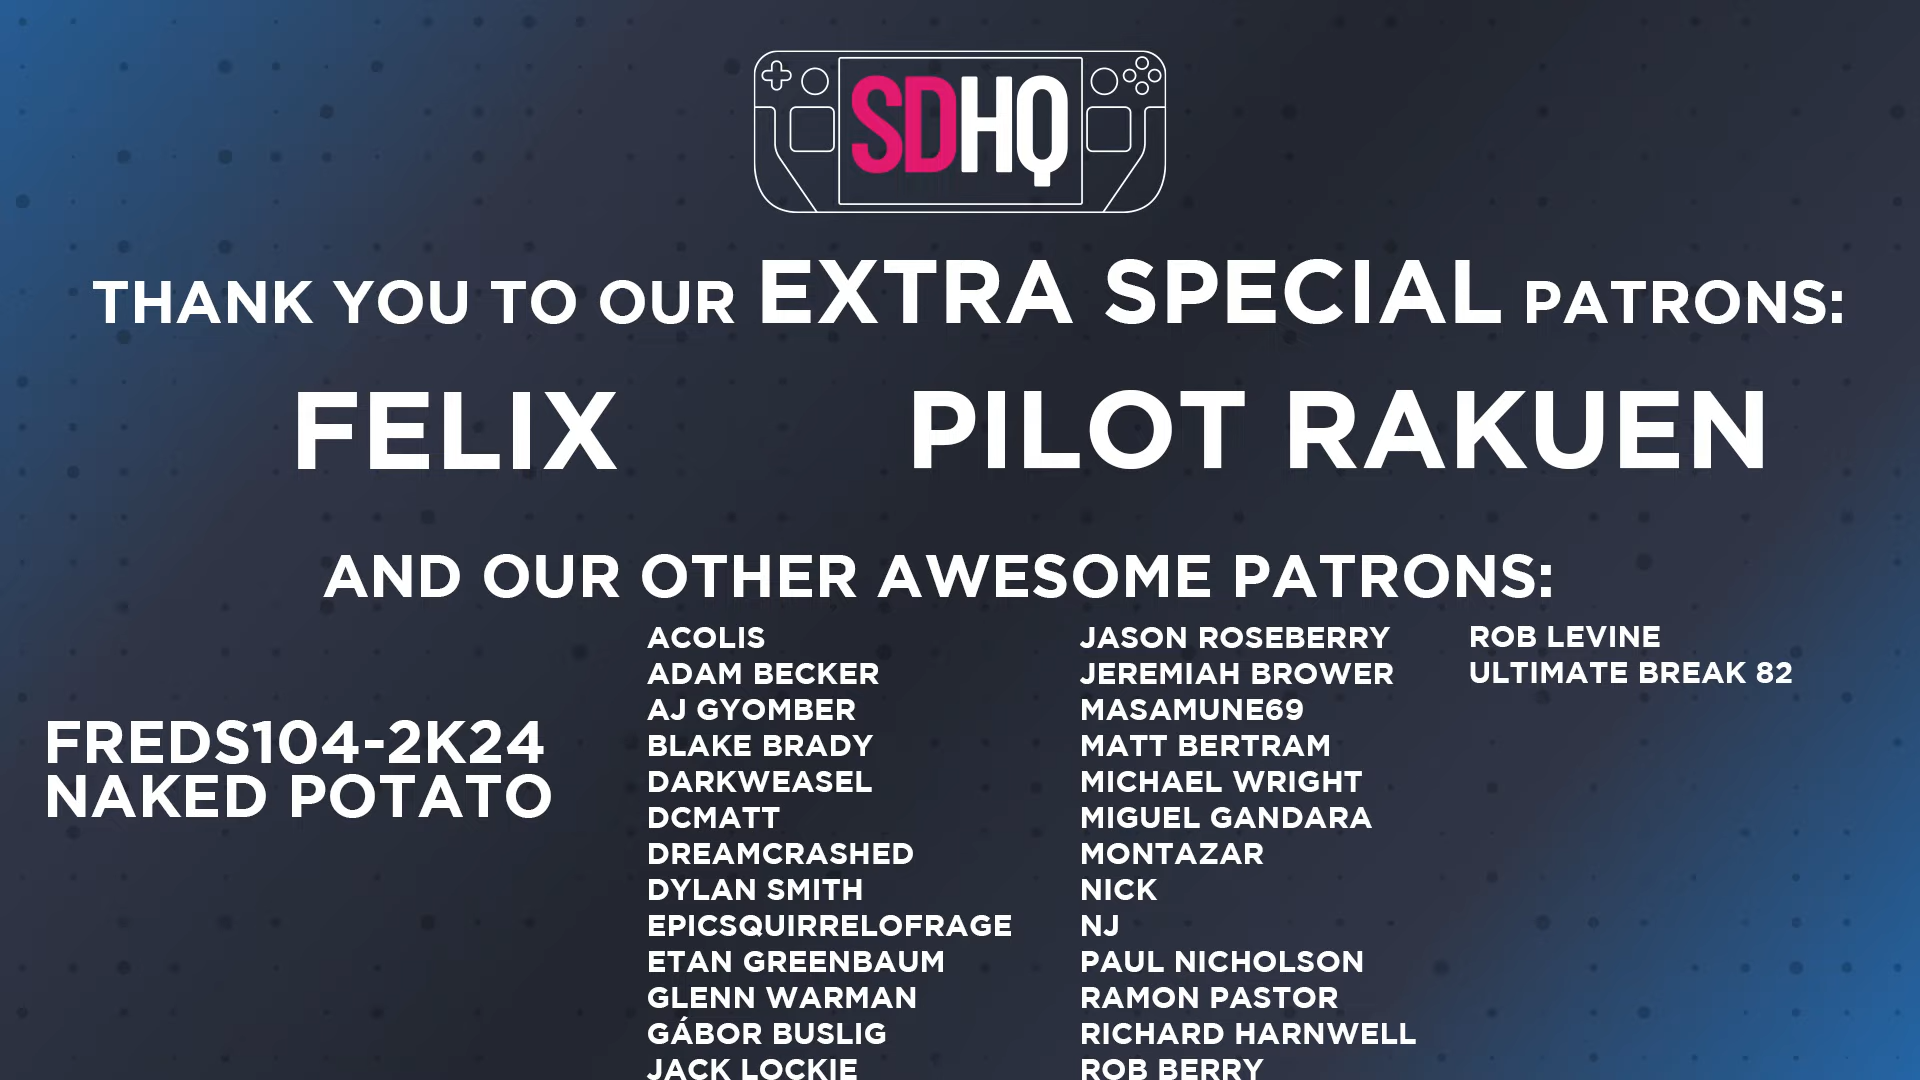 SDHQ
THANK YOU TO OUR EXTRA SPECIAL PATRONS:
FELIX
PILOT RAKUEN
AND OUR OTHER AWESOME PATRONS:
FREDS104-2K24
NAKED POTATO
ACOLIS
ADAM BECKER
AJ GYOMBER
BLAKE BRADY
DARKWEASEL
DCMATT
DREAMCRASHED
DYLAN SMITH
EPICSQUIRRELOFRAGE
ETAN GREENBAUM
GLENN WARMAN
GÁBOR BUSLIG
JACK LOCKIE
JASON ROSEBERRY
JEREMIAH BROWER
MASAMUNE69
MATT BERTRAM
MICHAEL WRIGHT
MIGUEL GANDARA
MONTAZAR
NICK
NJ
PAUL NICHOLSON
RAMON PASTOR
RICHARD HARNWELL
ROB BERRY
ROB LEVINE
ULTIMATE BREAK 82